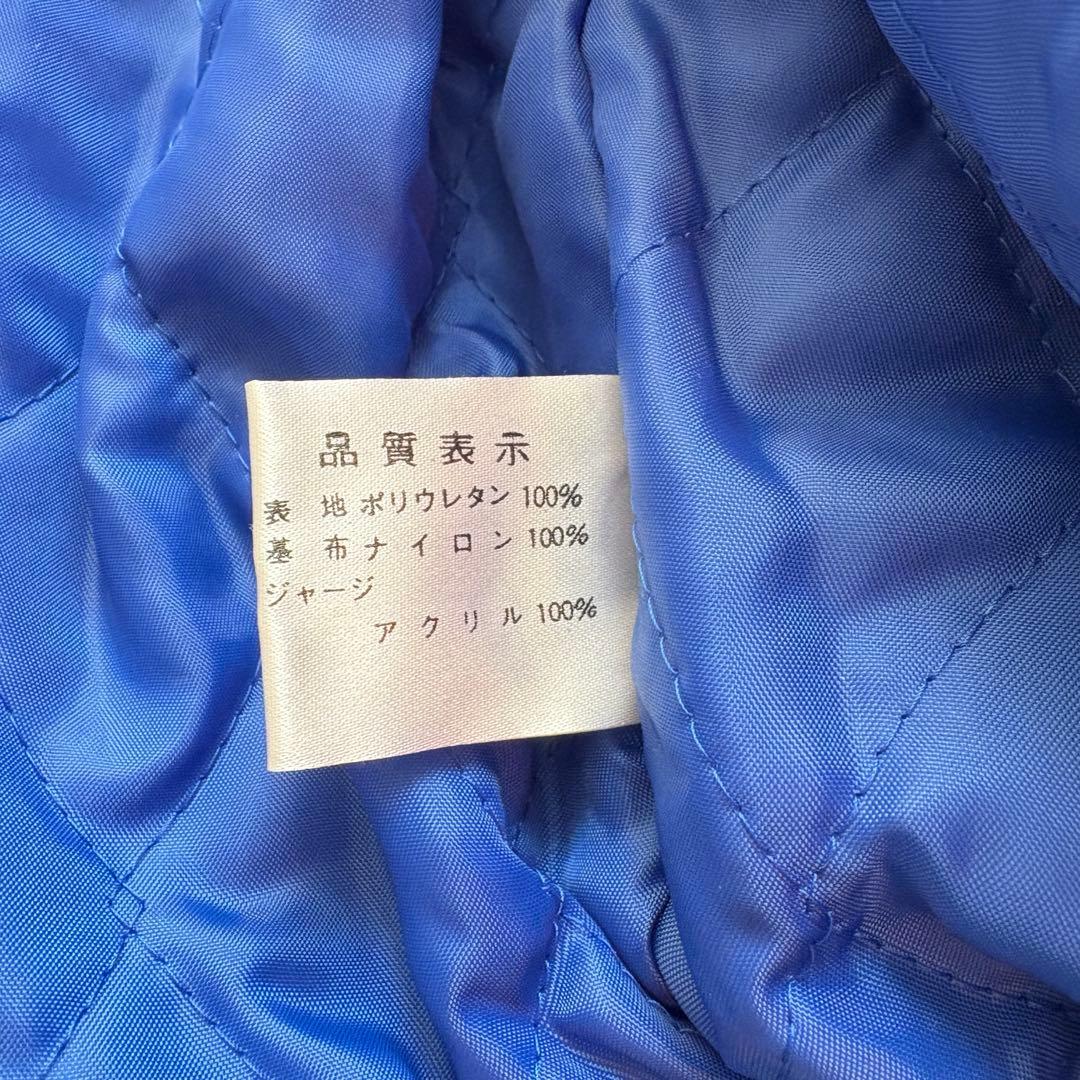 品質表示
表 地 ポリウレタン 100%
基 布 ナイロン 100%
ジャージ
アクリル 100%